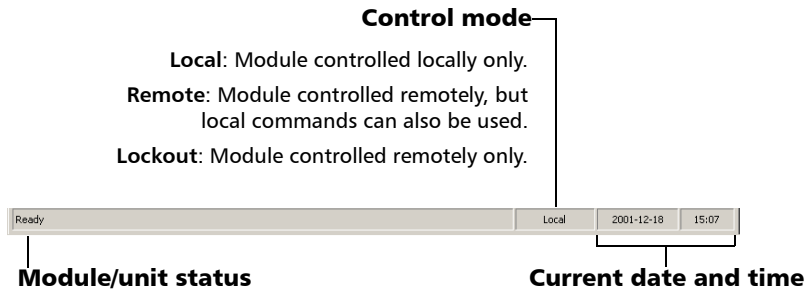 Control mode
Local: Module controlled locally only.
Remote: Module controlled remotely, but
local commands can also be used.
Lockout: Module controlled remotely only.
Ready Local 2001-12-18 15:07
Module/unit status Current date and time